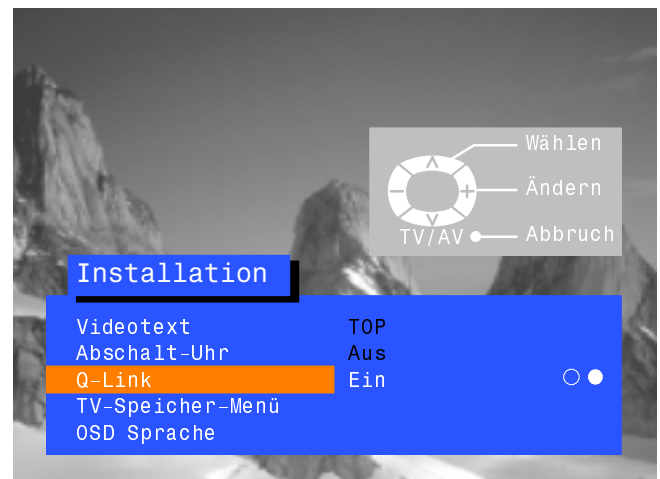 Wählen
Ändern
TV/AV Abbruch
Installation
Videotext TOP
Abschalt-Uhr Aus
Q-Link Ein
TV-Speicher-Menü
OSD Sprache